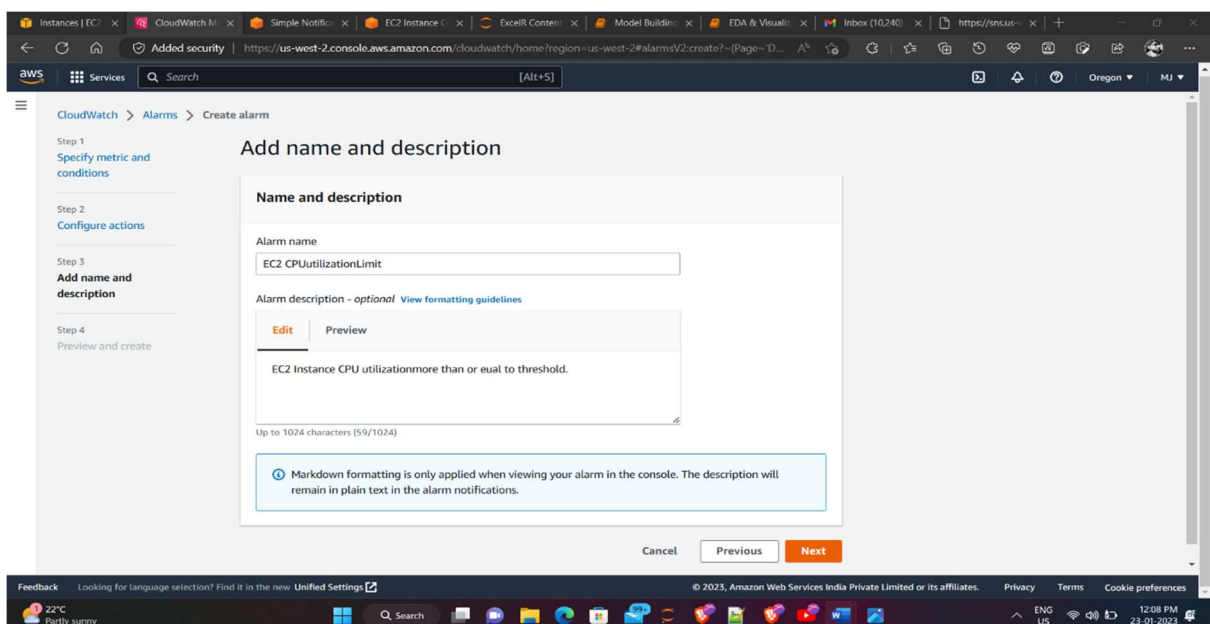 Instances | EC2
CloudWatch M
Simple Notific
EC2 Instance C
ExcelR Content
Model Building
EDA & Visualiz
Inbox (10,240)
https://sns.us-
Added security
https://us-west-2.console.aws.amazon.com/cloudwatch/home?region=us-west-2#alarmsV2:create?~(Page~'D...
aws
Services
Search
[Alt+S]
Oregon
MJ
CloudWatch > Alarms > Create alarm
Step 1
Specify metric and
conditions
Step 2
Configure actions
Step 3
Add name and
description
Step 4
Preview and create
Add name and description
Name and description
Alarm name
EC2 CPUutilizationLimit
Alarm description - optional View formatting guidelines
Edit
Preview
EC2 Instance CPU utilizationmore than or eual to threshold.
Up to 1024 characters (59/1024)
Markdown formatting is only applied when viewing your alarm in the console. The description will
remain in plain text in the alarm notifications.
Cancel
Previous
Next
Feedback
Looking for language selection? Find it in the new Unified Settings
© 2023, Amazon Web Services India Private Limited or its affiliates.
Privacy
Terms
Cookie preferences
1
22°C
Partly sunny
Search
99+
ENG
US
12:08 PM
23-01-2023